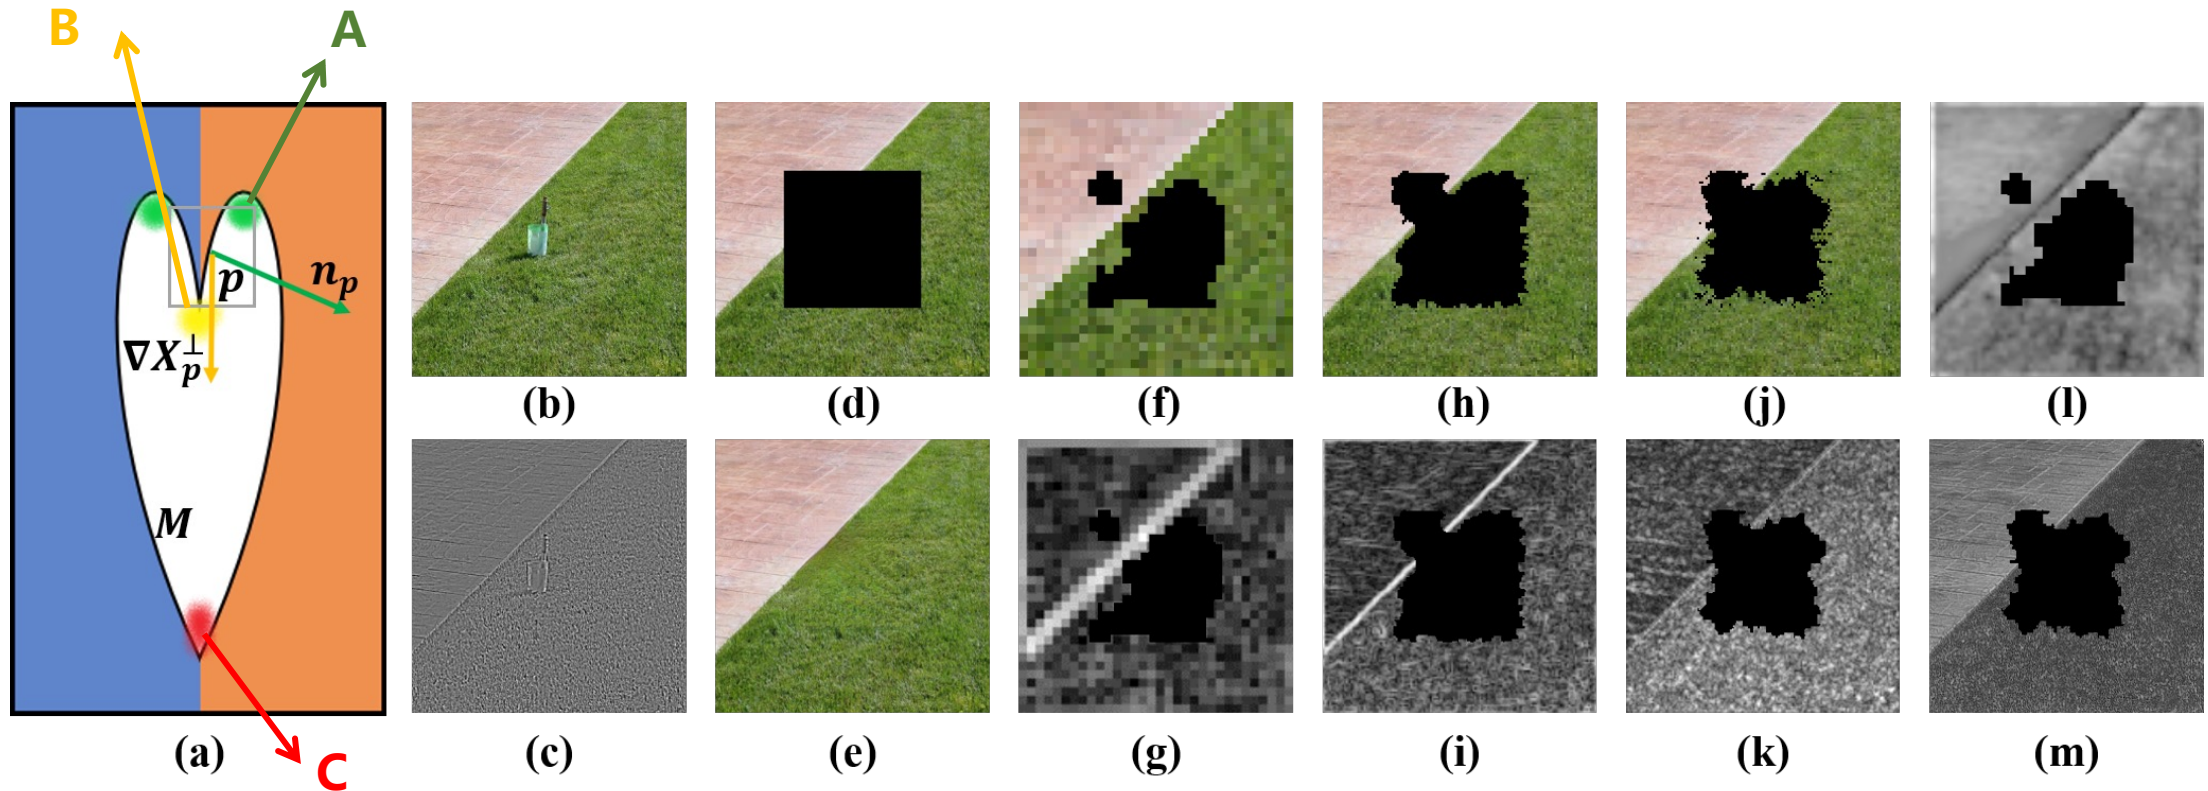 B
A
n_p
p
∇X_p^⊥
M
C
(a)
(b)
(d)
(f)
(h)
(j)
(l)
(c)
(e)
(g)
(i)
(k)
(m)